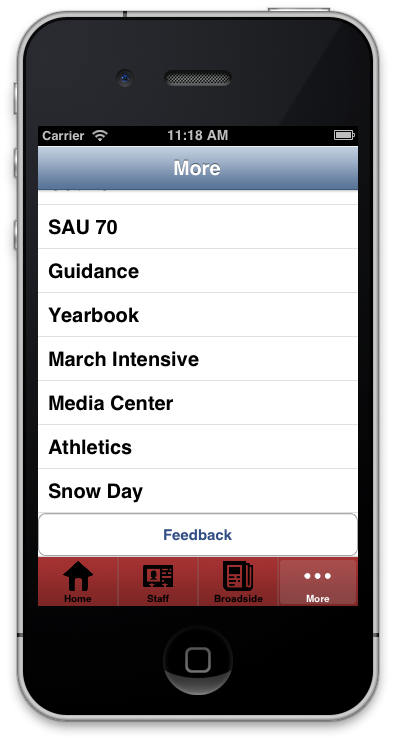 Carrier 11:18 AM
More
SAU 70
Guidance
Yearbook
March Intensive
Media Center
Athletics
Snow Day
Feedback
Home Staff Broadside More